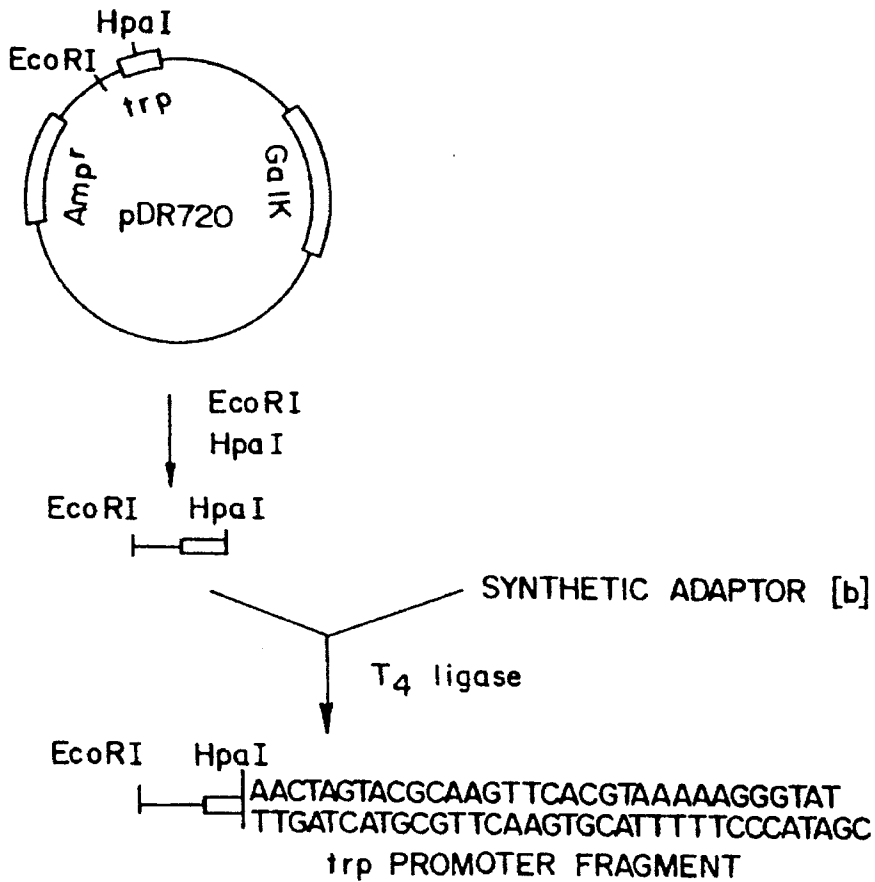 HpaI
EcoRI
trp
Ampʳ
GalK
pDR720
EcoRI
HpaI
EcoRI HpaI
SYNTHETIC ADAPTOR [b]
T₄ ligase
EcoRI HpaI
AACTAGTACGCAAGTTCACGTAAAAAGGGTAT
TTGATCATGCGTTCAAGTGCATTTTTCCCATAGC
trp PROMOTER FRAGMENT